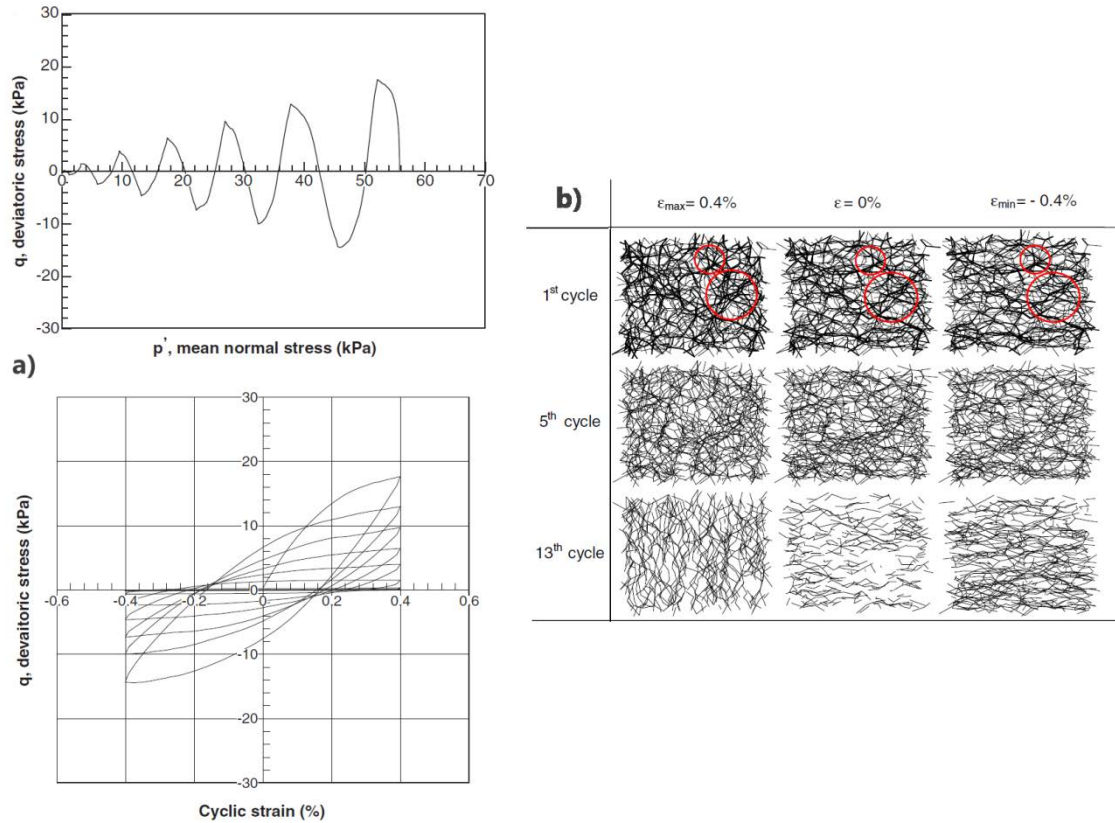 30
20
10
0
-10
-20
-30
q, deviatoric stress (kPa)
0 10 20 30 40 50 60 70
p', mean normal stress (kPa)
a)
30
20
10
0
-10
-20
-30
q, devaitoric stress (kPa)
-0.6 -0.4 -0.2 0 0.2 0.4 0.6
Cyclic strain (%)
b)
εmax= 0.4% ε = 0% εmin= - 0.4%
1st cycle
5th cycle
13th cycle